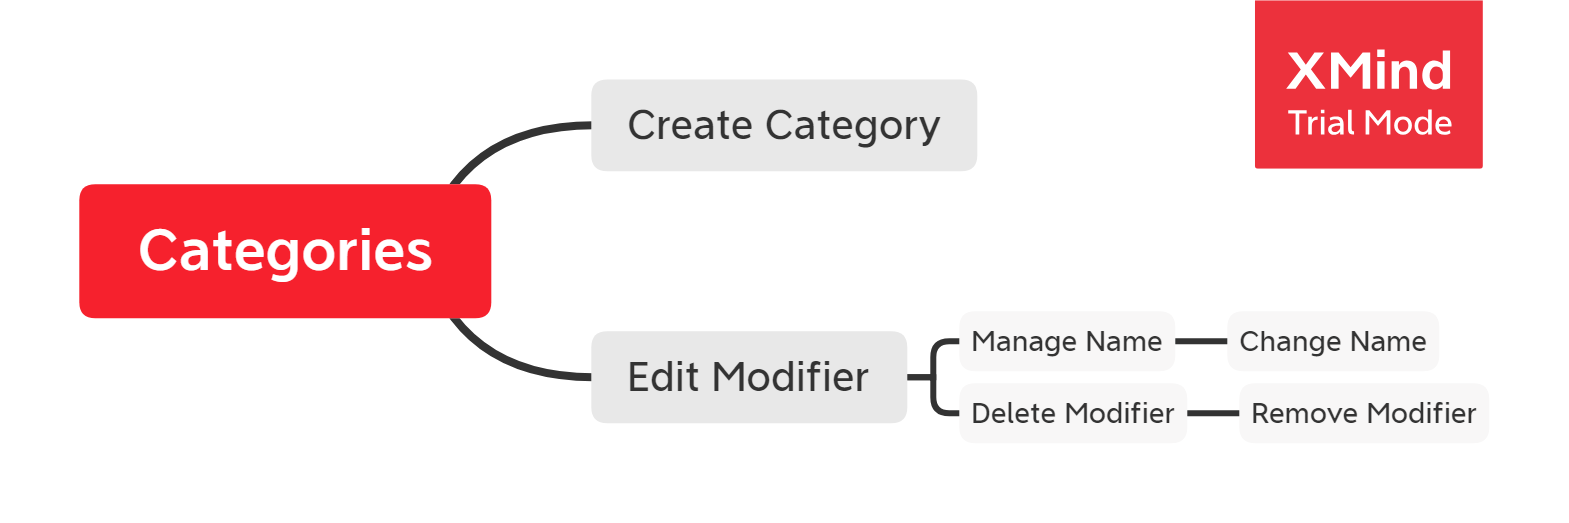 XMind
Trial Mode
Create Category
Categories
Edit Modifier
Manage Name
Change Name
Delete Modifier
Remove Modifier